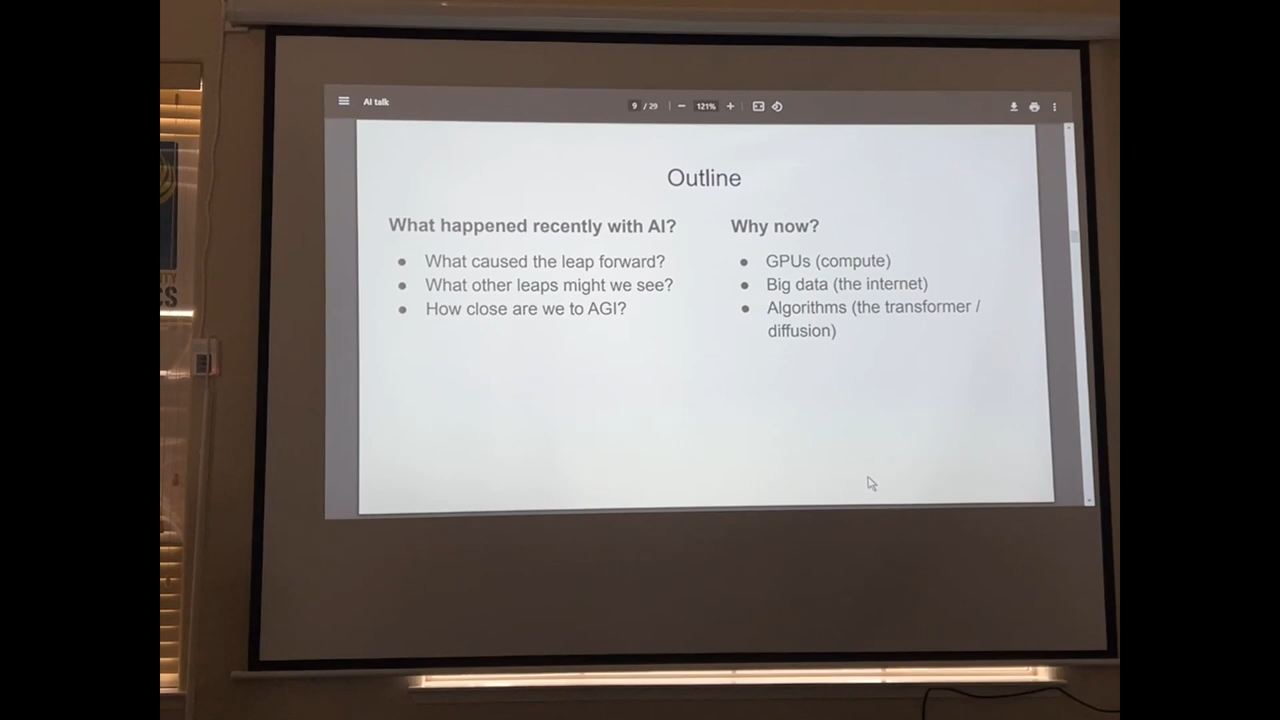 AI talk
9 / 29
121%
Outline
What happened recently with AI?
● What caused the leap forward?
● What other leaps might we see?
● How close are we to AGI?
Why now?
● GPUs (compute)
● Big data (the internet)
● Algorithms (the transformer /
diffusion)